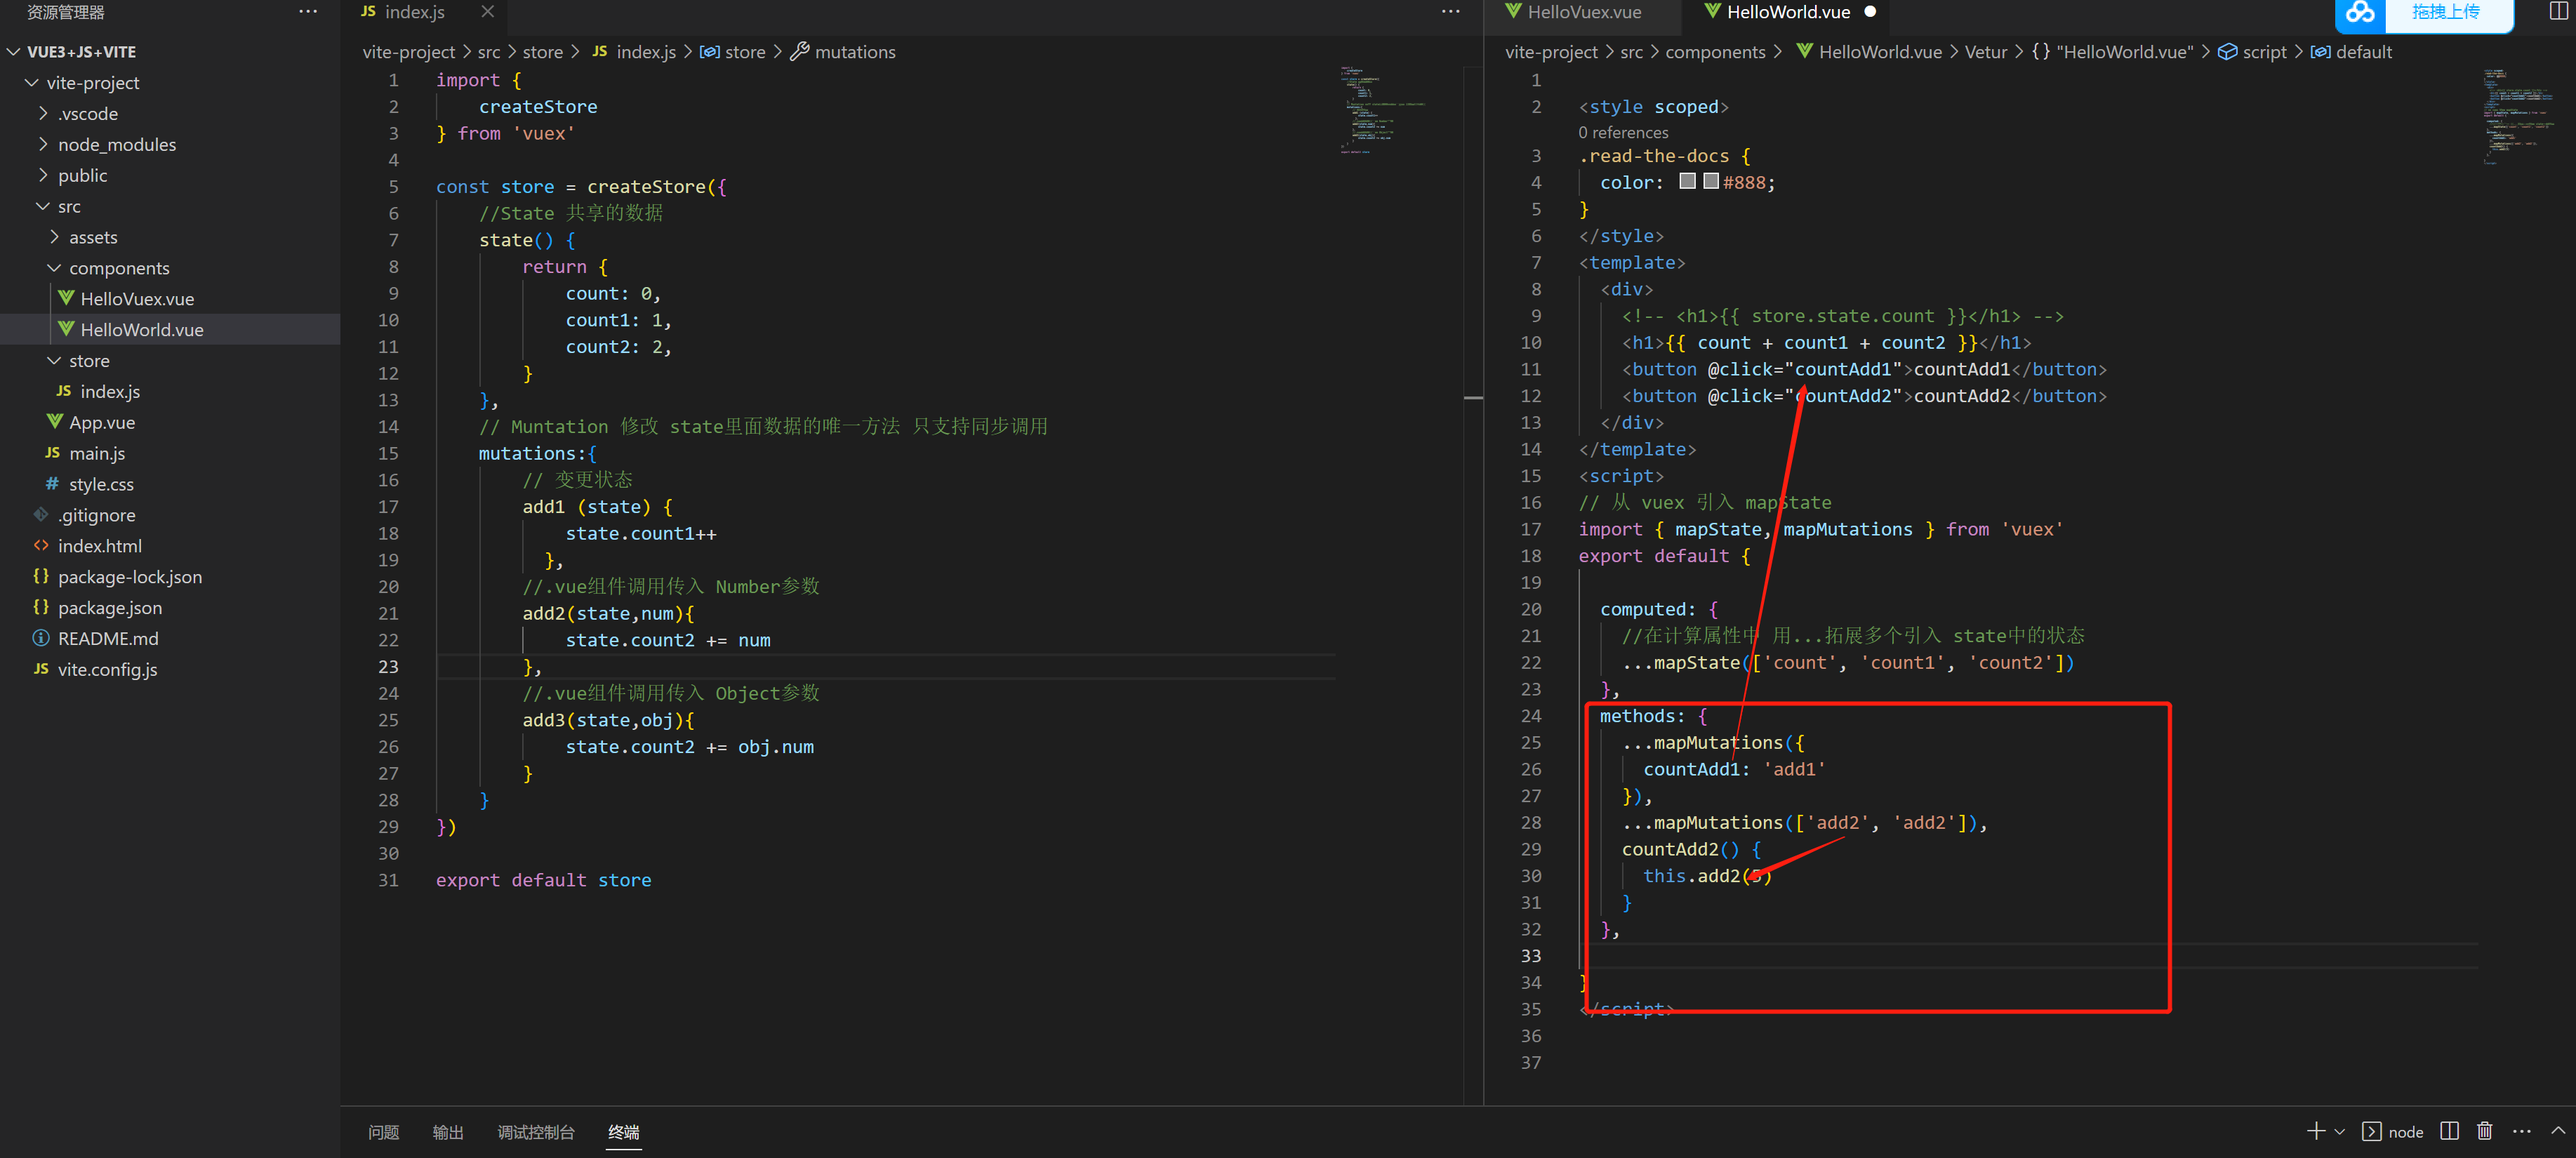 资源管理器
VUE3+JS+VITE
vite-project
.vscode
node_modules
public
src
assets
components
HelloVuex.vue
HelloWorld.vue
store
JS index.js
App.vue
JS main.js
# style.css
.gitignore
<> index.html
{} package-lock.json
{} package.json
README.md
JS vite.config.js
JS index.js
vite-project > src > store > JS index.js > store > mutations
1 import {
2 createStore
3 } from 'vuex'
4
5 const store = createStore({
6 //State 共享的数据
7 state() {
8 return {
9 count: 0,
10 count1: 1,
11 count2: 2,
12 }
13 },
14 // Muntation 修改 state里面数据的唯一方法 只支持同步调用
15 mutations:{
16 // 变更状态
17 add1 (state) {
18 state.count1++
19 },
20 //.vue组件调用传入 Number参数
21 add2(state,num){
22 state.count2 += num
23 },
24 //.vue组件调用传入 Object参数
25 add3(state,obj){
26 state.count2 += obj.num
27 }
28 }
29 })
30
31 export default store
HelloVuex.vue
HelloWorld.vue
拖拽上传
vite-project > src > components > HelloWorld.vue > Vetur > {} "HelloWorld.vue" > script > default
1
2 <style scoped>
0 references
3 .read-the-docs {
4 color: #888;
5 }
6 </style>
7 <template>
8 <div>
9 <!-- <h1>{{ store.state.count }}</h1> -->
10 <h1>{{ count + count1 + count2 }}</h1>
11 <button @click="countAdd1">countAdd1</button>
12 <button @click="countAdd2">countAdd2</button>
13 </div>
14 </template>
15 <script>
16 // 从 vuex 引入 mapState
17 import { mapState, mapMutations } from 'vuex'
18 export default {
19
20 computed: {
21 //在计算属性中 用...拓展多个引入 state中的状态
22 ...mapState(['count', 'count1', 'count2'])
23 },
24 methods: {
25 ...mapMutations({
26 countAdd1: 'add1'
27 }),
28 ...mapMutations(['add2', 'add2']),
29 countAdd2() {
30 this.add2(5)
31 }
32 },
33
34 }
35 </script>
36
37
问题 输出 调试控制台 终端
node